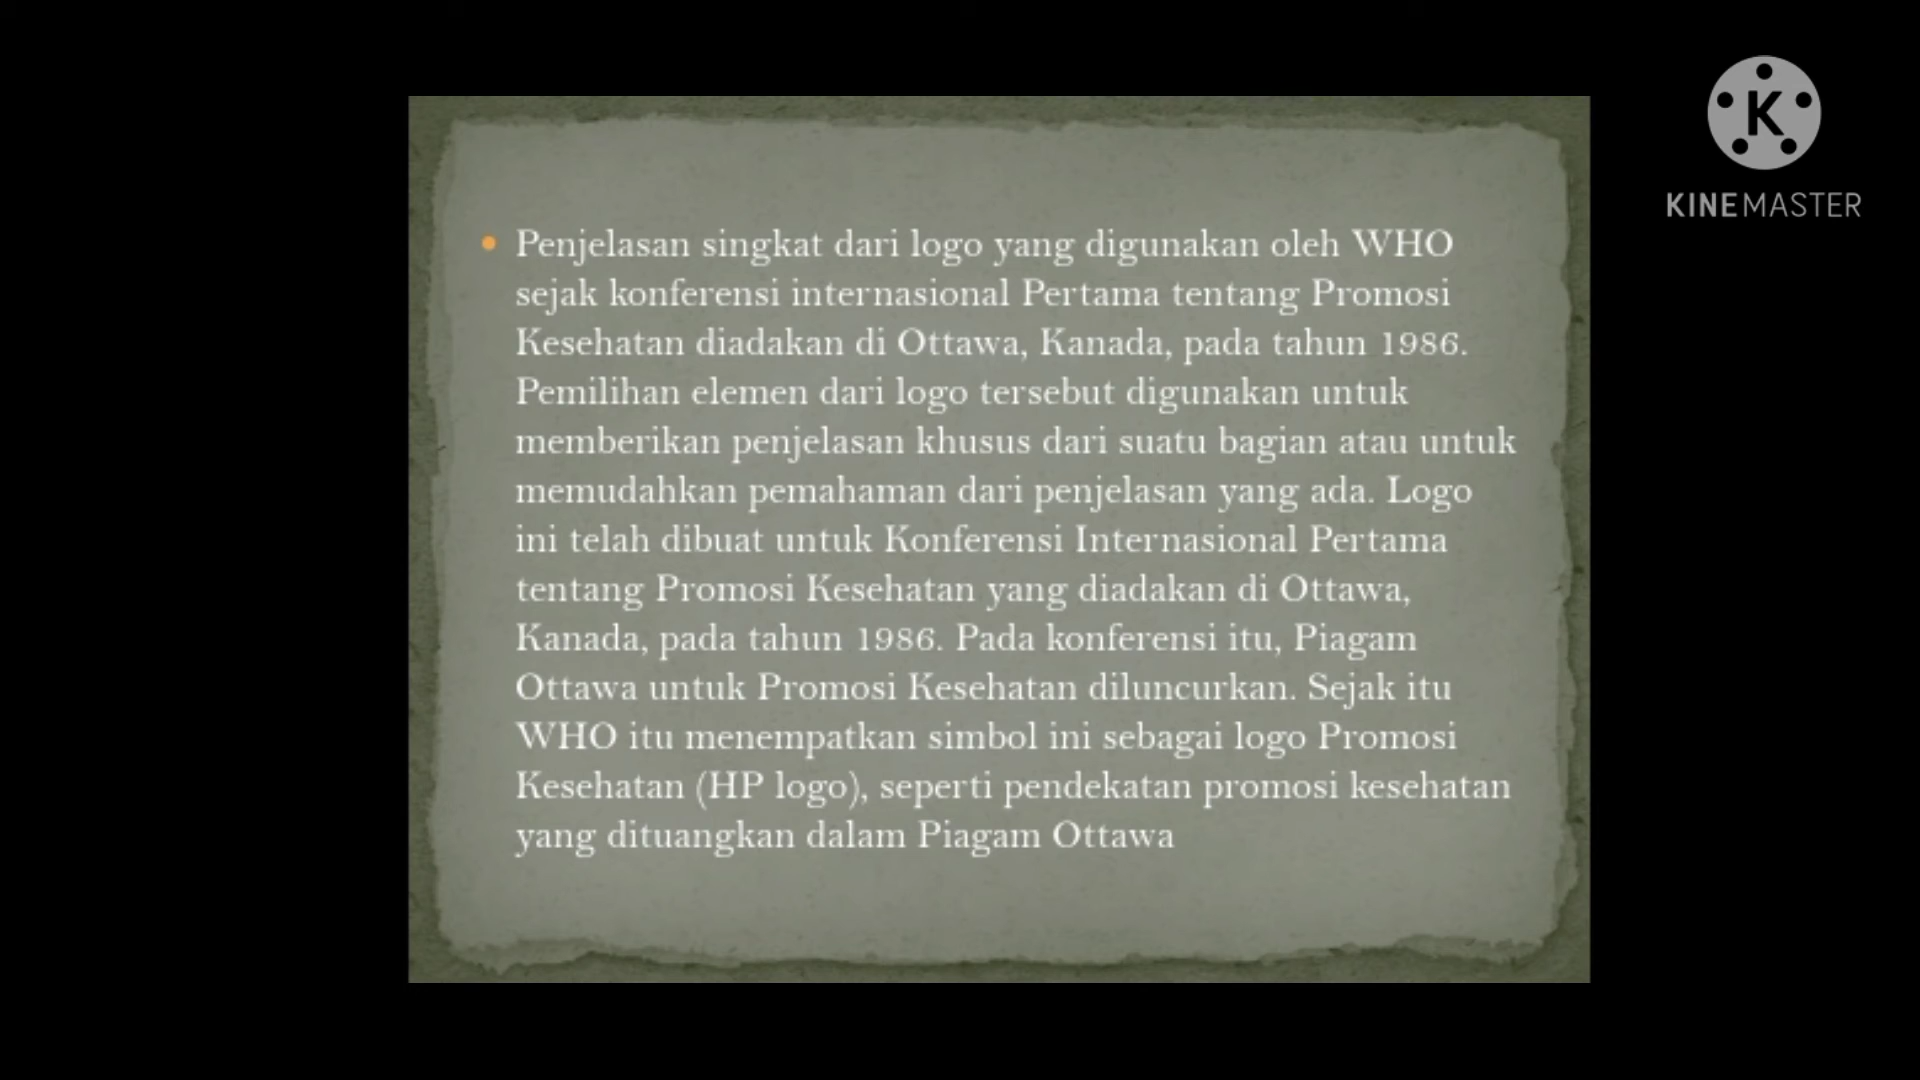 K
KINEMASTER
• Penjelasan singkat dari logo yang digunakan oleh WHO
sejak konferensi internasional Pertama tentang Promosi
Kesehatan diadakan di Ottawa, Kanada, pada tahun 1986.
Pemilihan elemen dari logo tersebut digunakan untuk
memberikan penjelasan khusus dari suatu bagian atau untuk
memudahkan pemahaman dari penjelasan yang ada. Logo
ini telah dibuat untuk Konferensi Internasional Pertama
tentang Promosi Kesehatan yang diadakan di Ottawa,
Kanada, pada tahun 1986. Pada konferensi itu, Piagam
Ottawa untuk Promosi Kesehatan diluncurkan. Sejak itu
WHO itu menempatkan simbol ini sebagai logo Promosi
Kesehatan (HP logo), seperti pendekatan promosi kesehatan
yang dituangkan dalam Piagam Ottawa